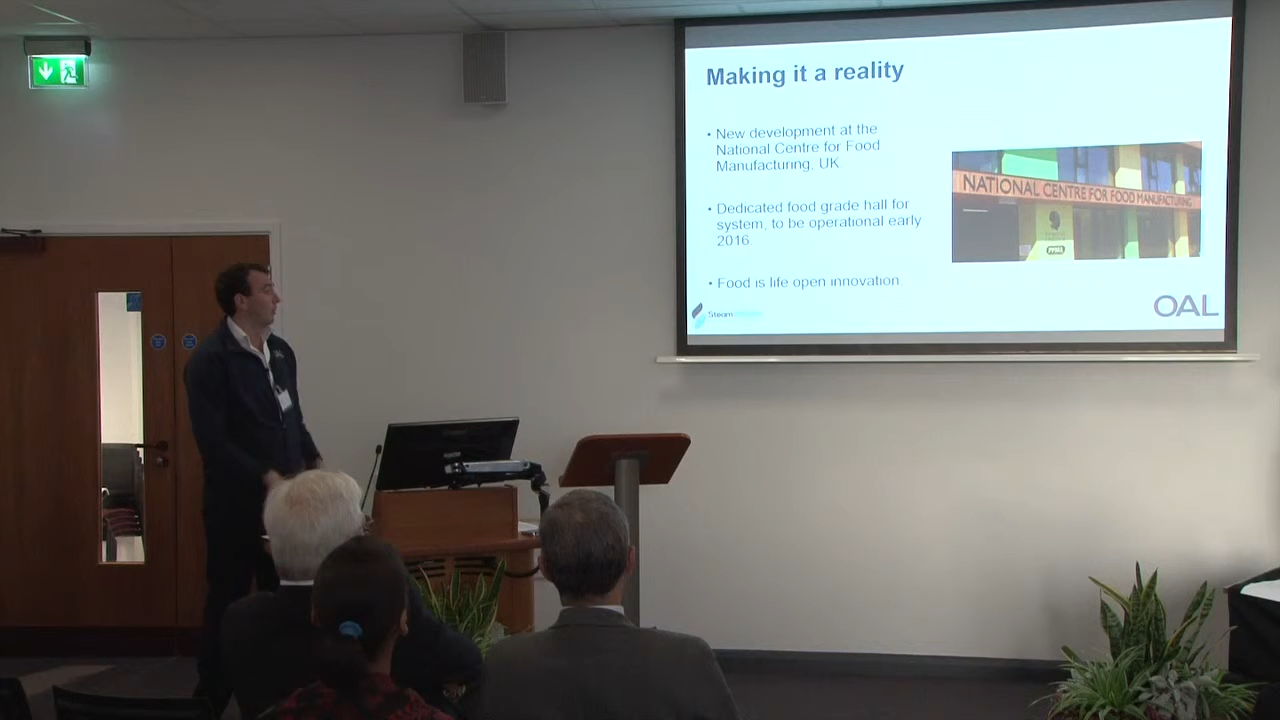 Making it a reality
• New development at the
National Centre for Food
Manufacturing, UK
• Dedicated food grade hall for
system, to be operational early
2016
• Food is life open innovation
NATIONAL CENTRE FOR FOOD MANUFACTURING
Steam
OAL